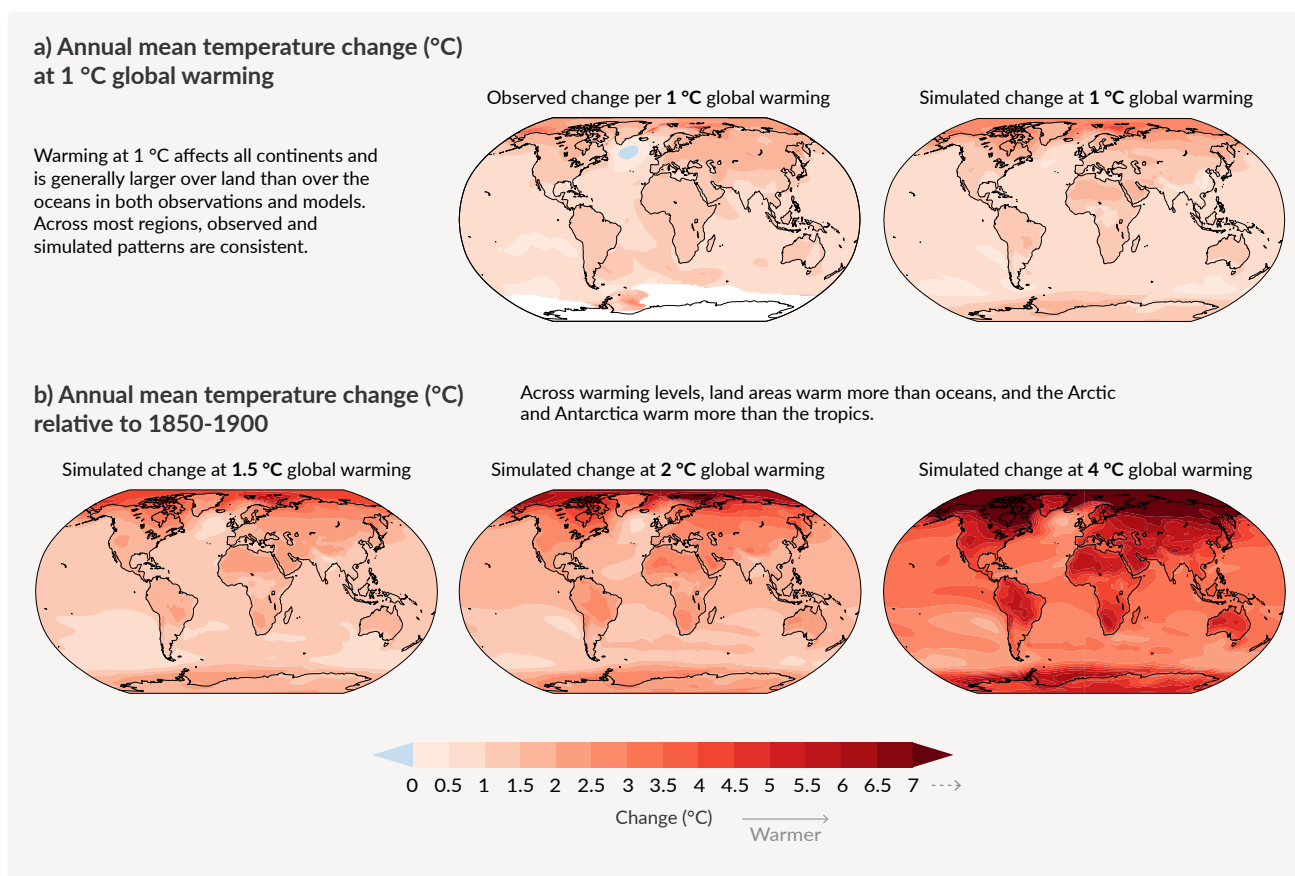 a) Annual mean temperature change (°C)
at 1 °C global warming
Warming at 1 °C affects all continents and
is generally larger over land than over the
oceans in both observations and models.
Across most regions, observed and
simulated patterns are consistent.
Observed change per 1 °C global warming
Simulated change at 1 °C global warming
b) Annual mean temperature change (°C)
relative to 1850-1900
Across warming levels, land areas warm more than oceans, and the Arctic
and Antarctica warm more than the tropics.
Simulated change at 1.5 °C global warming
Simulated change at 2 °C global warming
Simulated change at 4 °C global warming
0 0.5 1 1.5 2 2.5 3 3.5 4 4.5 5 5.5 6 6.5 7
Change (°C)
Warmer